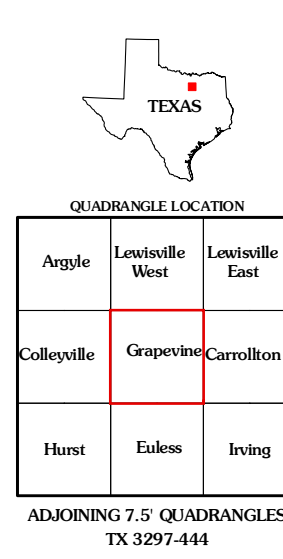 TEXAS
QUADRANGLE LOCATION
Argyle
Lewisville
West
Lewisville
East
Colleyville
Grapevine
Carrollton
Hurst
Euless
Irving
ADJOINING 7.5' QUADRANGLES
TX 3297-444